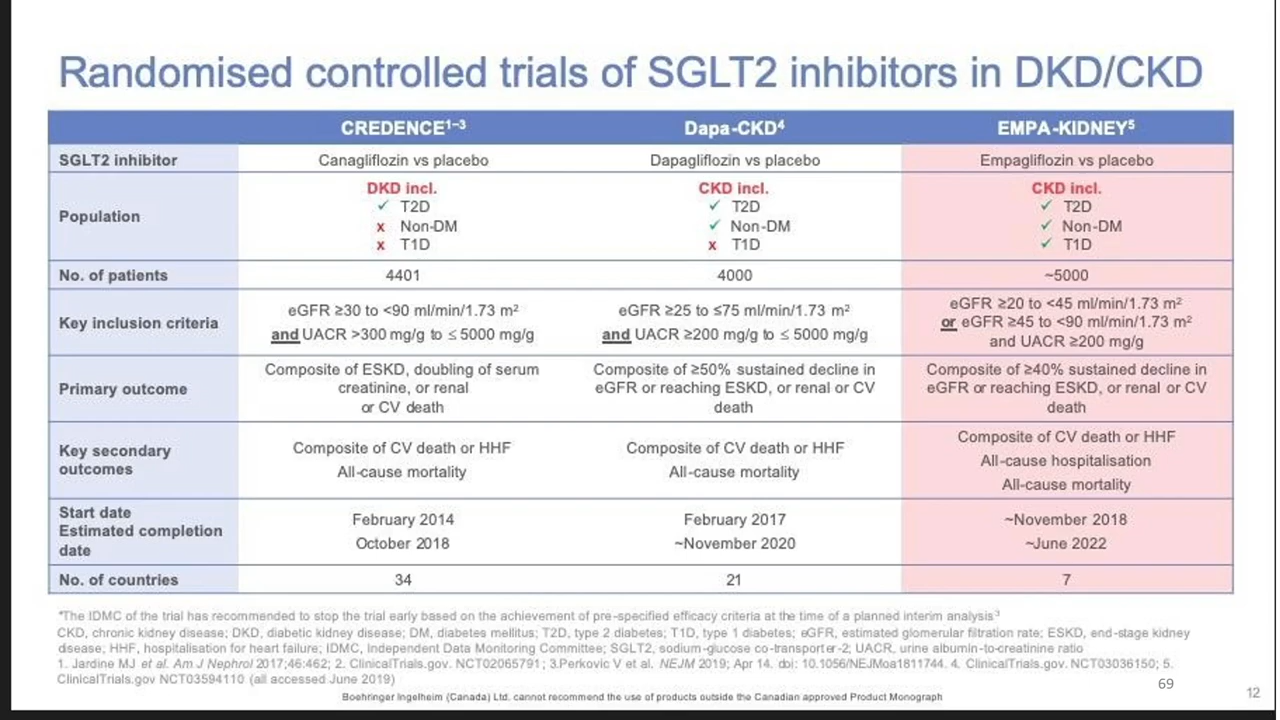 Randomised controlled trials of SGLT2 inhibitors in DKD/CKD
CREDENCE1–3 Dapa-CKD4 EMPA-KIDNEY5
SGLT2 inhibitor Canagliflozin vs placebo Dapagliflozin vs placebo Empagliflozin vs placebo
Population
DKD incl.
✓ T2D
x Non-DM
x T1D
CKD incl.
✓ T2D
✓ Non-DM
x T1D
CKD incl.
✓ T2D
✓ Non-DM
✓ T1D
No. of patients 4401 4000 ~5000
Key inclusion criteria
eGFR ≥30 to <90 ml/min/1.73 m²
and UACR >300 mg/g to ≤ 5000 mg/g
eGFR ≥25 to ≤75 ml/min/1.73 m²
and UACR ≥200 mg/g to ≤ 5000 mg/g
eGFR ≥20 to <45 ml/min/1.73 m²
or eGFR ≥45 to <90 ml/min/1.73 m²
and UACR ≥200 mg/g
Primary outcome
Composite of ESKD, doubling of serum
creatinine, or renal
or CV death
Composite of ≥50% sustained decline in
eGFR or reaching ESKD, or renal or CV
death
Composite of ≥40% sustained decline in
eGFR or reaching ESKD, or renal or CV
death
Key secondary
outcomes
Composite of CV death or HHF
All-cause mortality
Composite of CV death or HHF
All-cause mortality
Composite of CV death or HHF
All-cause hospitalisation
All-cause mortality
Start date
Estimated completion
date
February 2014
October 2018
February 2017
~November 2020
~November 2018
~June 2022
No. of countries 34 21 7
*The IDMC of the trial has recommended to stop the trial early based on the achievement of pre-specified efficacy criteria at the time of a planned interim analysis3
CKD, chronic kidney disease; DKD, diabetic kidney disease; DM, diabetes mellitus; T2D, type 2 diabetes; T1D, type 1 diabetes; eGFR, estimated glomerular filtration rate; ESKD, end-stage kidney
disease; HHF, hospitalisation for heart failure; IDMC, Independent Data Monitoring Committee; SGLT2, sodium-glucose co-transporter-2; UACR, urine albumin-to-creatinine ratio
1. Jardine MJ et al. Am J Nephrol 2017;46:462; 2. ClinicalTrials.gov. NCT02065791; 3.Perkovic V et al. NEJM 2019; Apr 14. doi: 10.1056/NEJMoa1811744. 4. ClinicalTrials.gov. NCT03036150; 5.
ClinicalTrials.gov NCT03594110 (all accessed June 2019)
Boehringer Ingelheim (Canada) Ltd. cannot recommend the use of products outside the Canadian approved Product Monograph
69
12